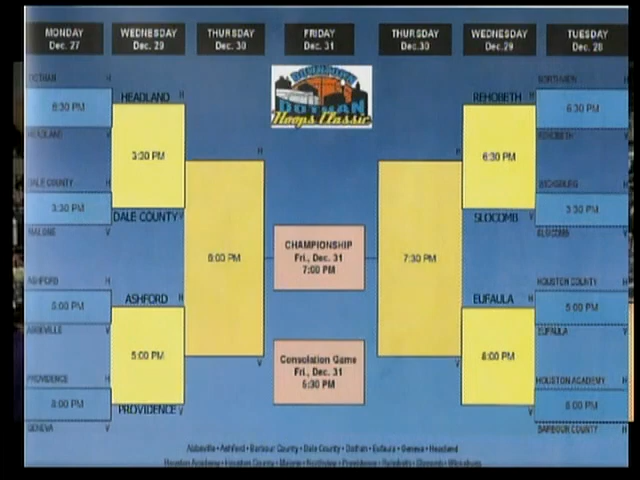 MONDAY
Dec. 27
WEDNESDAY
Dec. 29
THURSDAY
Dec. 30
FRIDAY
Dec. 31
THURSDAY
Dec.30
WEDNESDAY
Dec.29
TUESDAY
Dec. 28
DOWNTOWN
DOTHAN
Hoops Classic
DOTHAN H
6:30 PM
HEADLAND V
DALE COUNTY H
3:30 PM
MALONE V
ASHFORD H
5:00 PM
ABBEVILLE V
PROVIDENCE H
8:00 PM
GENEVA V
HEADLAND H
3:30 PM
DALE COUNTY V
ASHFORD H
5:00 PM
PROVIDENCE V
H
6:00 PM
V
CHAMPIONSHIP
Fri., Dec. 31
7:00 PM
Consolation Game
Fri., Dec. 31
5:30 PM
H
7:30 PM
V
REHOBETH H
6:30 PM
SLOCOMB V
EUFAULA H
8:00 PM
V
NORTHVIEW H
6:30 PM
REHOBETH V
H
3:30 PM
SLOCOMB V
HOUSTON COUNTY H
5:00 PM
EUFAULA V
HOUSTON ACADEMY H
8:00 PM
BARBOUR COUNTY V
Abbeville • Ashford • Barbour County • Dale County • Dothan • Eufaula • Geneva • Headland
Houston Academy • Houston County • Malone • Northview • Providence • Rehobeth • Slocomb • Wicksburg